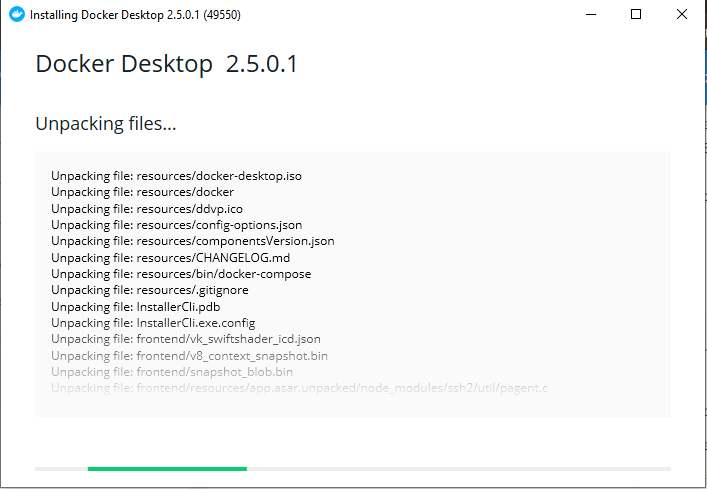 Installing Docker Desktop 2.5.0.1 (49550)
Docker Desktop 2.5.0.1
Unpacking files...
Unpacking file: resources/docker-desktop.iso
Unpacking file: resources/docker
Unpacking file: resources/ddvp.ico
Unpacking file: resources/config-options.json
Unpacking file: resources/componentsVersion.json
Unpacking file: resources/CHANGELOG.md
Unpacking file: resources/bin/docker-compose
Unpacking file: resources/.gitignore
Unpacking file: InstallerCli.pdb
Unpacking file: InstallerCli.exe.config
Unpacking file: frontend/vk_swiftshader_icd.json
Unpacking file: frontend/v8_context_snapshot.bin
Unpacking file: frontend/snapshot_blob.bin
Unpacking file: frontend/resources/app.asar.unpacked/node_modules/ssh2/util/pagent.c